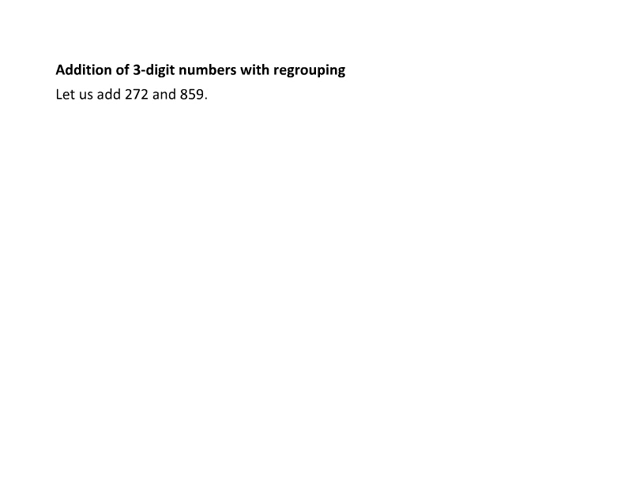 Addition of 3-digit numbers with regrouping
Let us add 272 and 859.